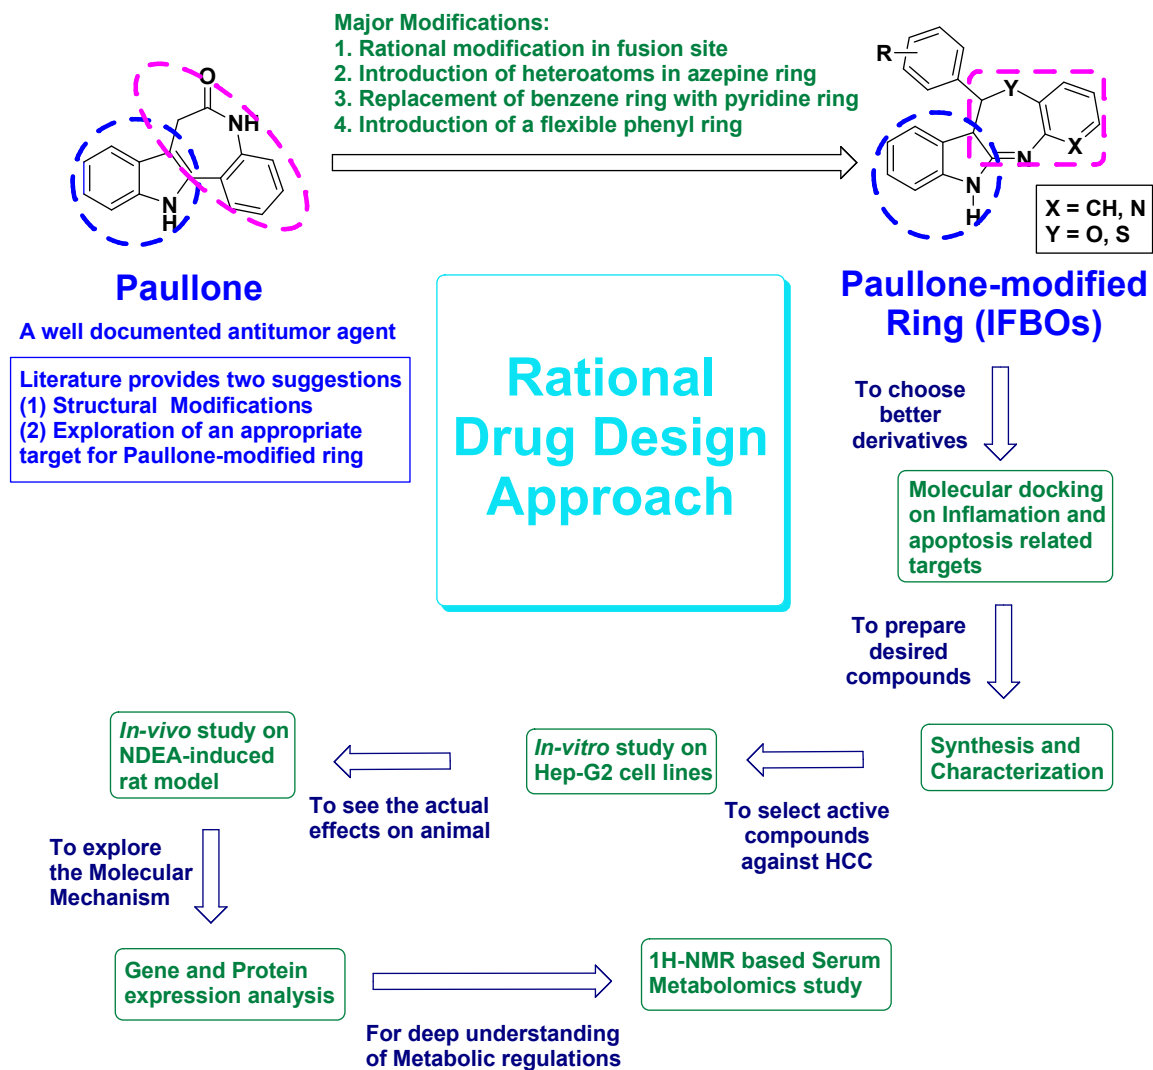 Major Modifications:
1. Rational modification in fusion site
2. Introduction of heteroatoms in azepine ring
3. Replacement of benzene ring with pyridine ring
4. Introduction of a flexible phenyl ring
O
NH
N
H
R
Y
X
N
N
H
X = CH, N
Y = O, S
Paullone
A well documented antitumor agent
Literature provides two suggestions
(1) Structural Modifications
(2) Exploration of an appropriate
target for Paullone-modified ring
Rational
Drug Design
Approach
Paullone-modified
Ring (IFBOs)
To choose
better
derivatives
Molecular docking
on Inflamation and
apoptosis related
targets
To prepare
desired
compounds
Synthesis and
Characterization
To select active
compounds
against HCC
In-vitro study on
Hep-G2 cell lines
To see the actual
effects on animal
In-vivo study on
NDEA-induced
rat model
To explore
the Molecular
Mechanism
Gene and Protein
expression analysis
For deep understanding
of Metabolic regulations
1H-NMR based Serum
Metabolomics study